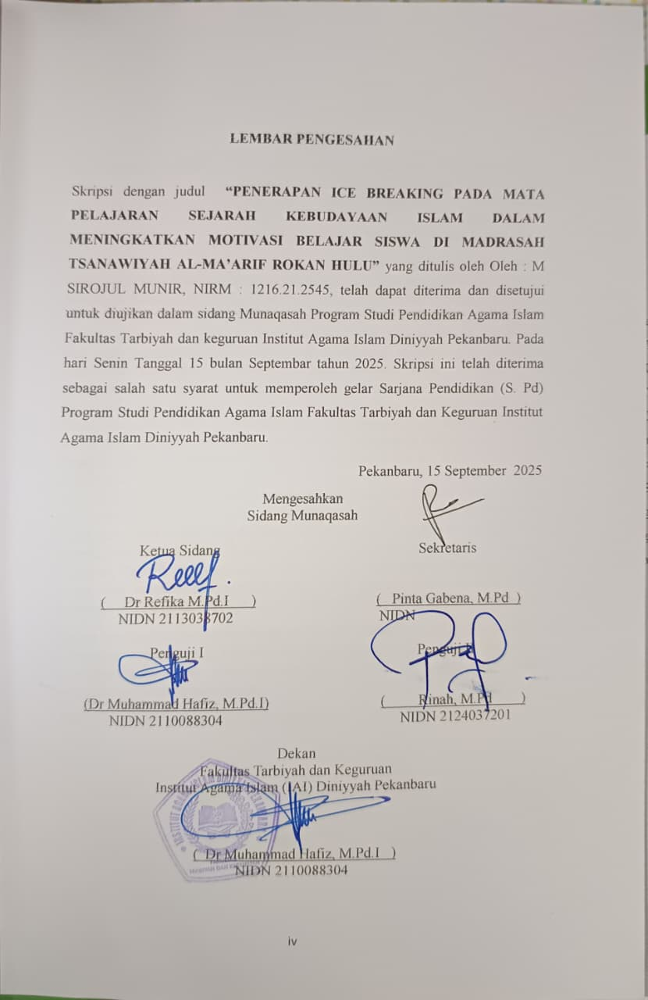 LEMBAR PENGESAHAN
Skripsi dengan judul “PENERAPAN ICE BREAKING PADA MATA
PELAJARAN SEJARAH KEBUDAYAAN ISLAM DALAM
MENINGKATKAN MOTIVASI BELAJAR SISWA DI MADRASAH
TSANAWIYAH AL-MA’ARIF ROKAN HULU” yang ditulis oleh Oleh : M
SIROJUL MUNIR, NIRM : 1216.21.2545, telah dapat diterima dan disetujui
untuk diujikan dalam sidang Munaqasah Program Studi Pendidikan Agama Islam
Fakultas Tarbiyah dan keguruan Institut Agama Islam Diniyyah Pekanbaru. Pada
hari Senin Tanggal 15 bulan Septembar tahun 2025. Skripsi ini telah diterima
sebagai salah satu syarat untuk memperoleh gelar Sarjana Pendidikan (S. Pd)
Program Studi Pendidikan Agama Islam Fakultas Tarbiyah dan Keguruan Institut
Agama Islam Diniyyah Pekanbaru.
Pekanbaru, 15 September 2025
Mengesahkan
Sidang Munaqasah
Ketua Sidang
Sekretaris
( Dr Refika M.Pd.I )
NIDN 2113038702
( Pinta Gabena, M.Pd )
NIDN
Penguji I
Penguji II
(Dr Muhammad Hafiz, M.Pd.I)
NIDN 2110088304
( Rinah, M.Pd )
NIDN 2124037201
Dekan
Fakultas Tarbiyah dan Keguruan
Institut Agama Islam (IAI) Diniyyah Pekanbaru
( Dr Muhammad Hafiz, M.Pd.I )
NIDN 2110088304
iv